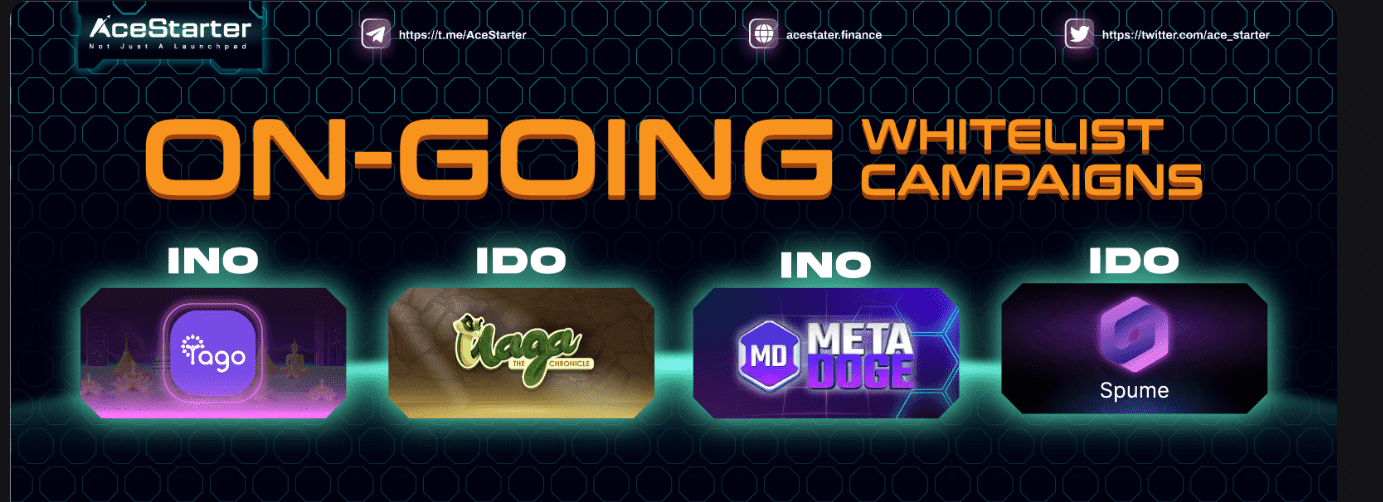 AceStarter
Not Just A Launchpad
https://t.me/AceStarter
acestater.finance
https://twitter.com/ace_starter
ON-GOING
WHITELIST
CAMPAIGNS
INO
IDO
INO
IDO
Tago
Naga
THE CHRONICLE
MD
META
DOGE
Spume